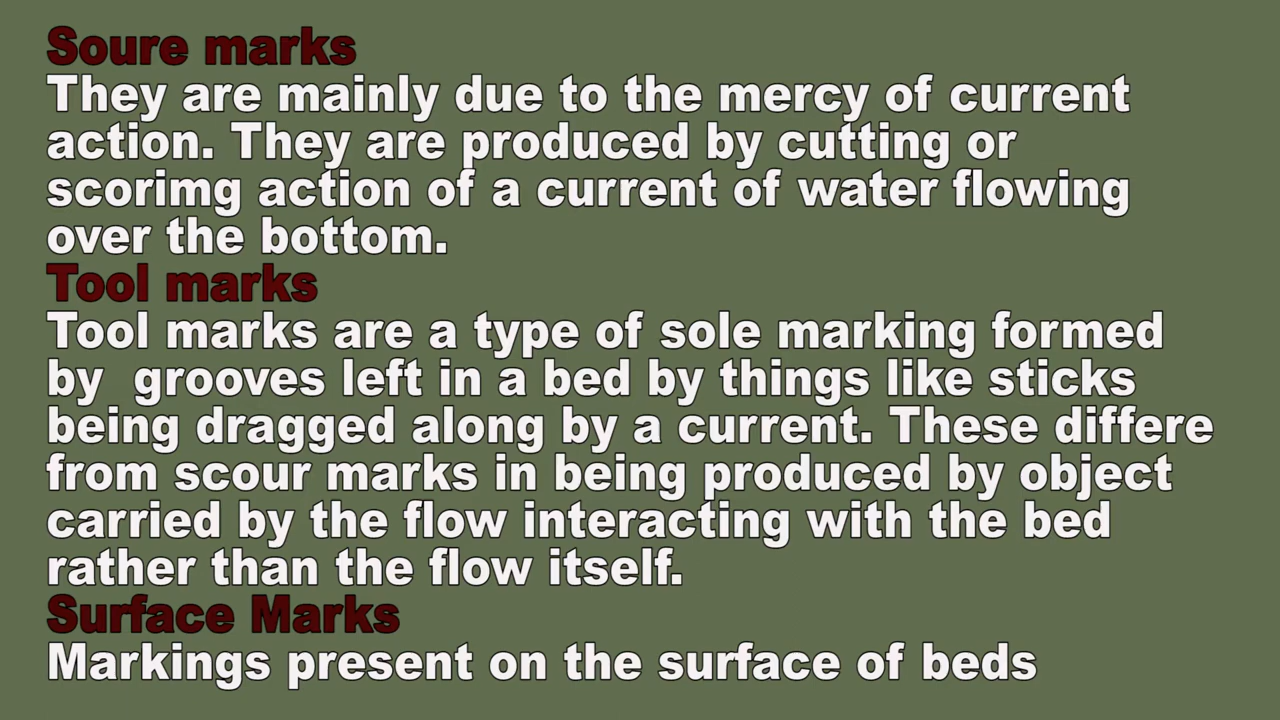 Soure marks
They are mainly due to the mercy of current
action. They are produced by cutting or
scorimg action of a current of water flowing
over the bottom.
Tool marks
Tool marks are a type of sole marking formed
by  grooves left in a bed by things like sticks
being dragged along by a current. These differe
from scour marks in being produced by object
carried by the flow interacting with the bed
rather than the flow itself.
Surface Marks
Markings present on the surface of beds